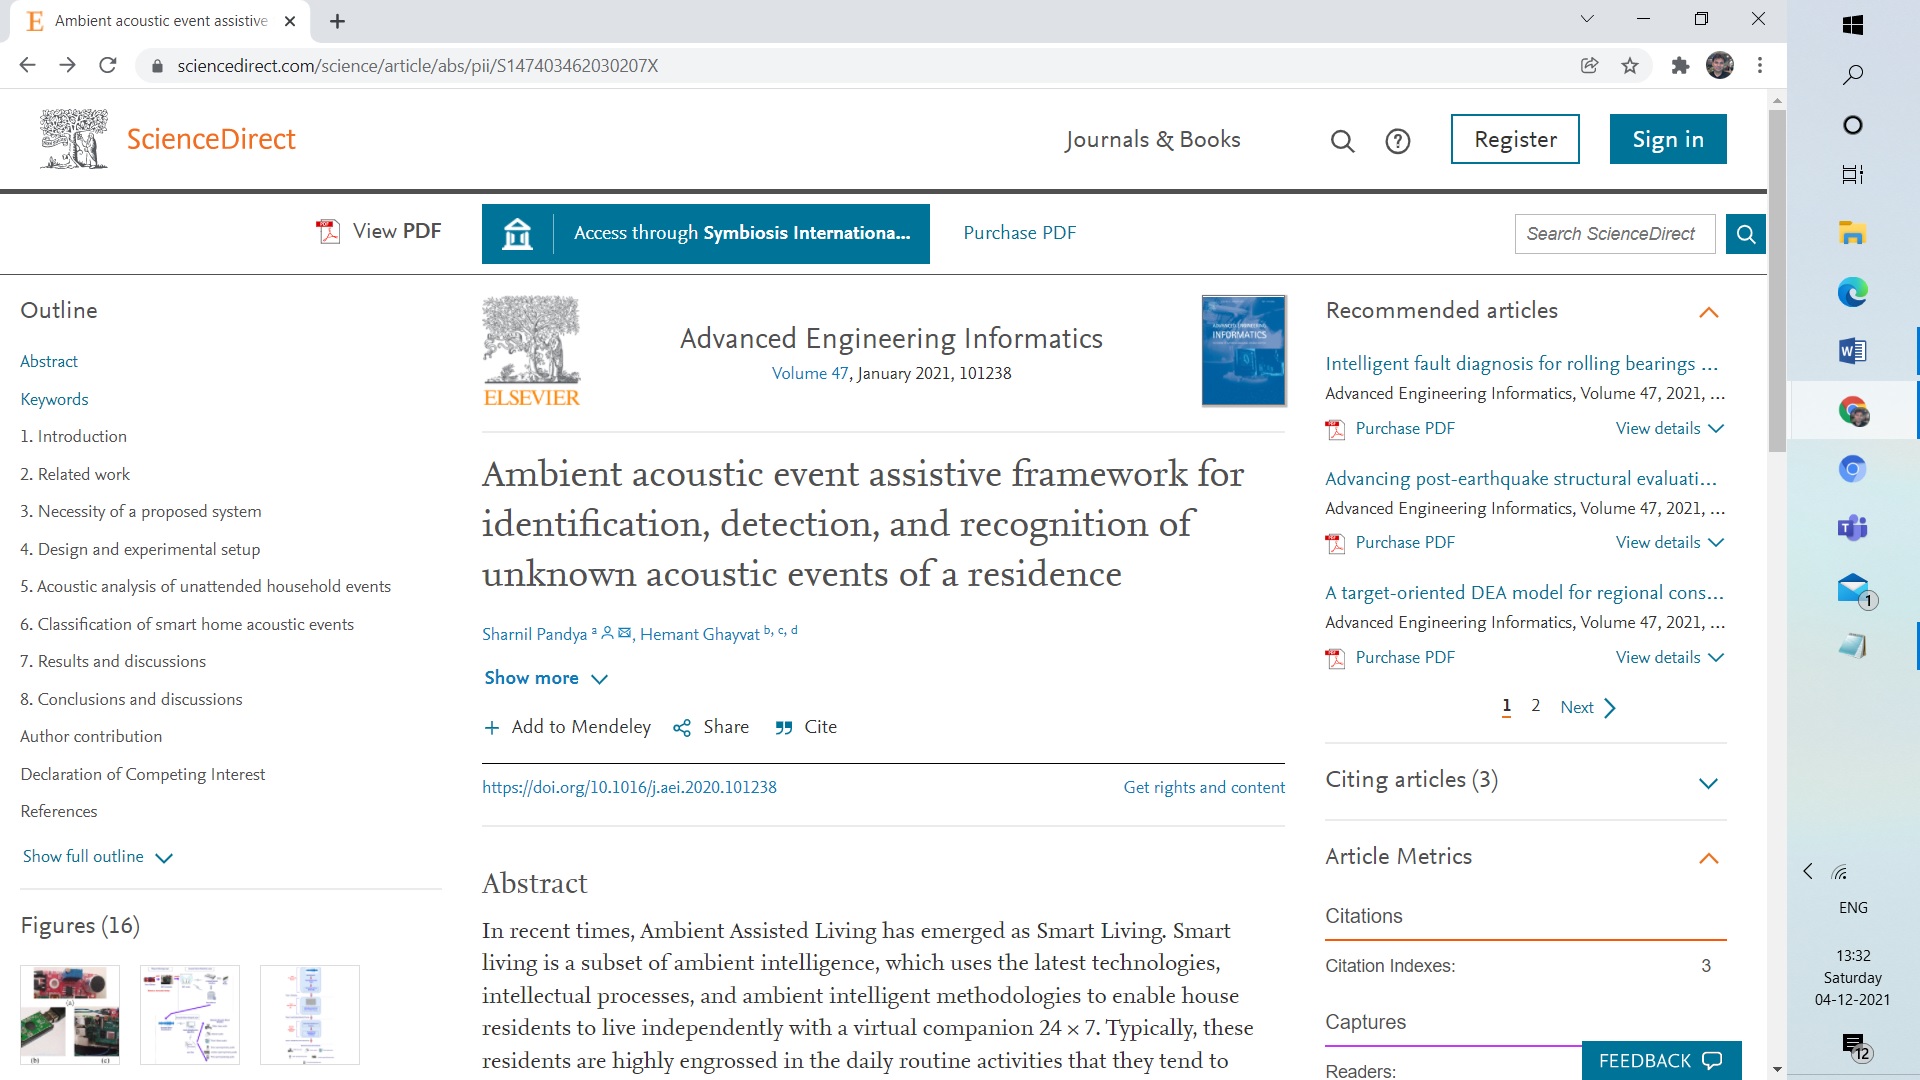 Ambient acoustic event assistive
sciencedirect.com/science/article/abs/pii/S147403462030207X
ScienceDirect
Journals & Books
Register
Sign in
View PDF
Access through Symbiosis Internationa...
Purchase PDF
Search ScienceDirect
Outline
Abstract
Keywords
1. Introduction
2. Related work
3. Necessity of a proposed system
4. Design and experimental setup
5. Acoustic analysis of unattended household events
6. Classification of smart home acoustic events
7. Results and discussions
8. Conclusions and discussions
Author contribution
Declaration of Competing Interest
References
Show full outline
Figures (16)
(a)
(b)
(c)
ELSEVIER
Advanced Engineering Informatics
Volume 47, January 2021, 101238
ADVANCED ENGINEERING
INFORMATICS
Ambient acoustic event assistive framework for
identification, detection, and recognition of
unknown acoustic events of a residence
Sharnil Pandya a, Hemant Ghayvat b, c, d
Show more
Add to Mendeley
Share
Cite
https://doi.org/10.1016/j.aei.2020.101238
Get rights and content
Abstract
In recent times, Ambient Assisted Living has emerged as Smart Living. Smart
living is a subset of ambient intelligence, which uses the latest technologies,
intellectual processes, and ambient intelligent methodologies to enable house
residents to live independently with a virtual companion 24 × 7. Typically, these
residents are highly engrossed in the daily routine activities that they tend to
Recommended articles
Intelligent fault diagnosis for rolling bearings ...
Advanced Engineering Informatics, Volume 47, 2021, ...
Purchase PDF
View details
Advancing post-earthquake structural evaluati...
Advanced Engineering Informatics, Volume 47, 2021, ...
Purchase PDF
View details
A target-oriented DEA model for regional cons...
Advanced Engineering Informatics, Volume 47, 2021, ...
Purchase PDF
View details
1 2 Next
Citing articles (3)
Article Metrics
Citations
Citation Indexes: 3
Captures
Readers:
FEEDBACK
1
ENG
13:32
Saturday
04-12-2021
12